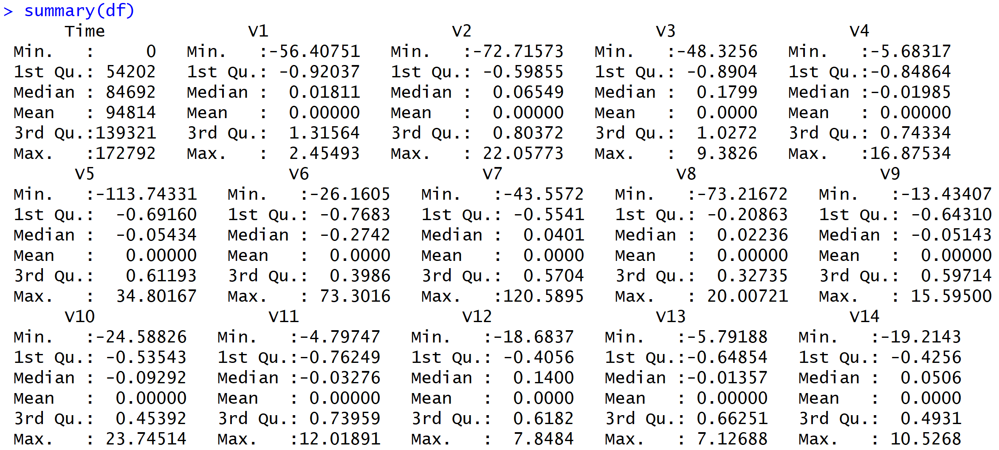 > summary(df)
      Time              V1                  V2                  V3                 V4
 Min.   :     0   Min.   :-56.40751   Min.   :-72.71573   Min.   :-48.3256   Min.   :-5.68317
 1st Qu.: 54202   1st Qu.: -0.92037   1st Qu.: -0.59855   1st Qu.: -0.8904   1st Qu.:-0.84864
 Median : 84692   Median :  0.01811   Median :  0.06549   Median :  0.1799   Median :-0.01985
 Mean   : 94814   Mean   :  0.00000   Mean   :  0.00000   Mean   :  0.0000   Mean   : 0.00000
 3rd Qu.:139321   3rd Qu.:  1.31564   3rd Qu.:  0.80372   3rd Qu.:  1.0272   3rd Qu.: 0.74334
 Max.   :172792   Max.   :  2.45493   Max.   : 22.05773   Max.   :  9.3826   Max.   :16.87534
       V5                   V6                 V7                 V8                  V9
 Min.   :-113.74331   Min.   :-26.1605   Min.   :-43.5572   Min.   :-73.21672   Min.   :-13.43407
 1st Qu.:  -0.69160   1st Qu.: -0.7683   1st Qu.: -0.5541   1st Qu.: -0.20863   1st Qu.: -0.64310
 Median :  -0.05434   Median : -0.2742   Median :  0.0401   Median :  0.02236   Median : -0.05143
 Mean   :   0.00000   Mean   :  0.0000   Mean   :  0.0000   Mean   :  0.00000   Mean   :  0.00000
 3rd Qu.:   0.61193   3rd Qu.:  0.3986   3rd Qu.:  0.5704   3rd Qu.:  0.32735   3rd Qu.:  0.59714
 Max.   :  34.80167   Max.   : 73.3016   Max.   :120.5895   Max.   : 20.00721   Max.   : 15.59500
      V10                 V11                V12                V13                V14
 Min.   :-24.58826   Min.   :-4.79747   Min.   :-18.6837   Min.   :-5.79188   Min.   :-19.2143
 1st Qu.: -0.53543   1st Qu.:-0.76249   1st Qu.: -0.4056   1st Qu.:-0.64854   1st Qu.: -0.4256
 Median : -0.09292   Median :-0.03276   Median :  0.1400   Median :-0.01357   Median :  0.0506
 Mean   :  0.00000   Mean   : 0.00000   Mean   :  0.0000   Mean   : 0.00000   Mean   :  0.0000
 3rd Qu.:  0.45392   3rd Qu.: 0.73959   3rd Qu.:  0.6182   3rd Qu.: 0.66251   3rd Qu.:  0.4931
 Max.   : 23.74514   Max.   :12.01891   Max.   :  7.8484   Max.   : 7.12688   Max.   : 10.5268